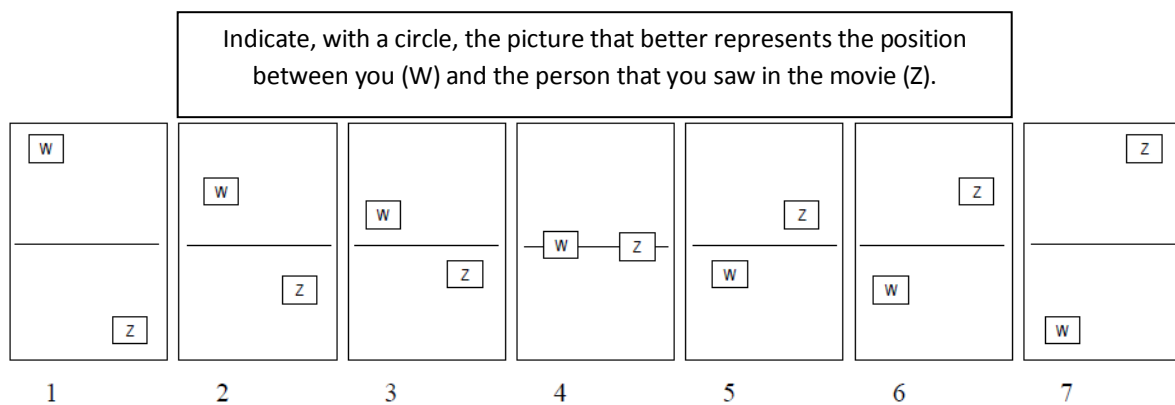 Indicate, with a circle, the picture that better represents the position
between you (W) and the person that you saw in the movie (Z).
W
Z
W
Z
W
Z
W
Z
Z
W
Z
W
Z
W
1 2 3 4 5 6 7